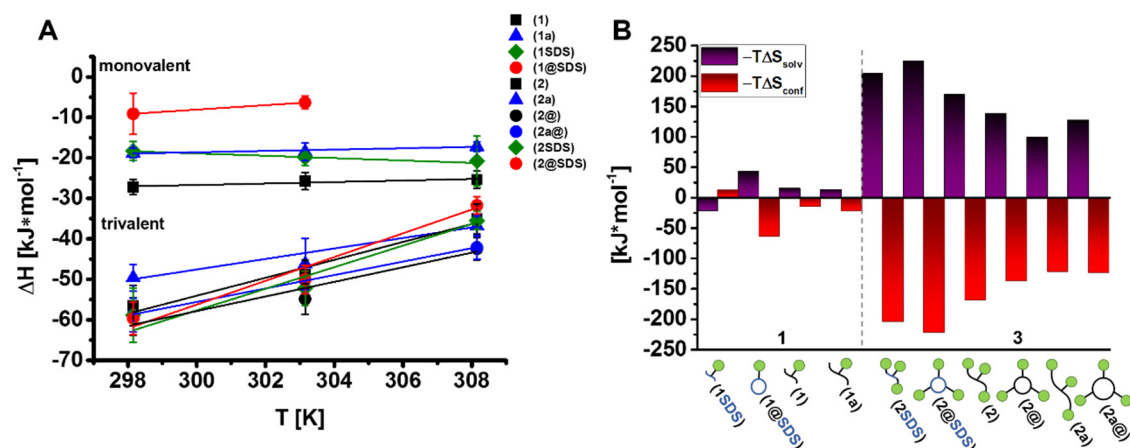 A
monovalent
trivalent
ΔH [kJ*mol⁻¹]
0
-10
-20
-30
-40
-50
-60
-70
298
300
302
304
306
308
T [K]
(1)
(1a)
(1SDS)
(1@SDS)
(2)
(2a)
(2@)
(2a@)
(2SDS)
(2@SDS)
B
−TΔS_solv
−TΔS_conf
[kJ*mol⁻¹]
250
200
150
100
50
0
-50
-100
-150
-200
-250
1
3
(1SDS)
(1@SDS)
(1)
(1a)
(2SDS)
(2@SDS)
(2)
(2@)
(2a)
(2a@)